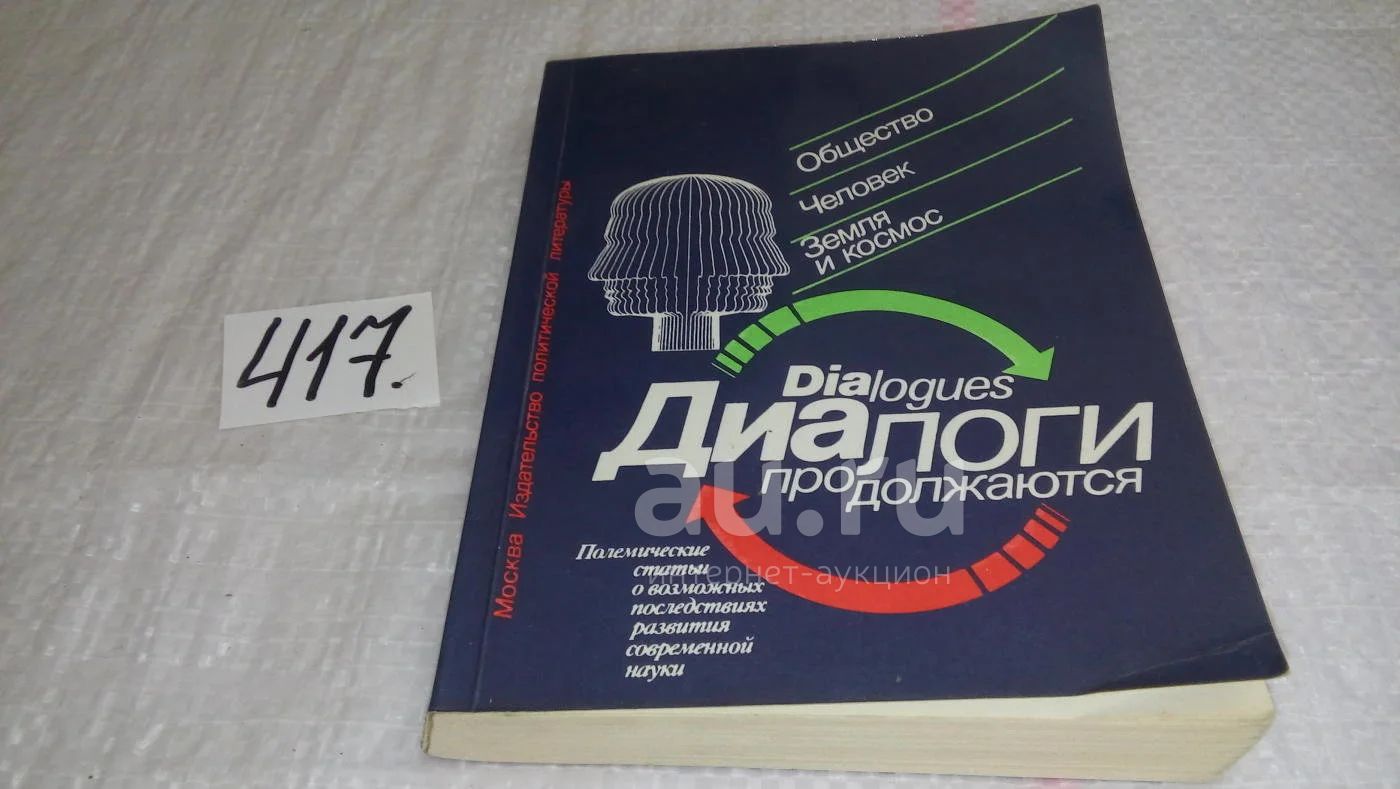 417.
Общество
Человек
Земля
и космос
Москва Издательство политической литературы
Dialogues
Диалоги
продолжаются
Полемические
статьи
о возможных
последствиях
развития
современной
науки
au.ru
интернет-аукцион